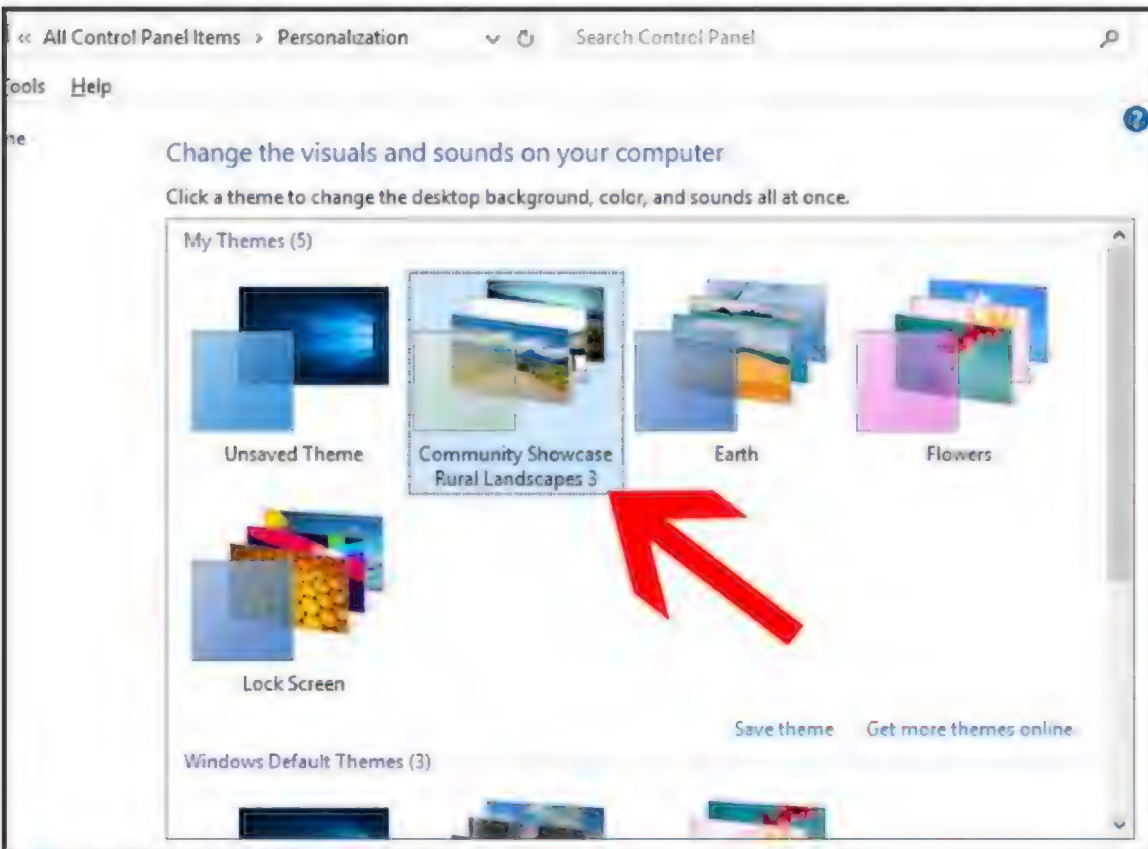 « All Control Panel Items > Personalization Search Control Panel
Tools Help
Change the visuals and sounds on your computer
Click a theme to change the desktop background, color, and sounds all at once.
My Themes (5)
Unsaved Theme
Community Showcase
Rural Landscapes 3
Earth
Flowers
Lock Screen
Save theme Get more themes online
Windows Default Themes (3)